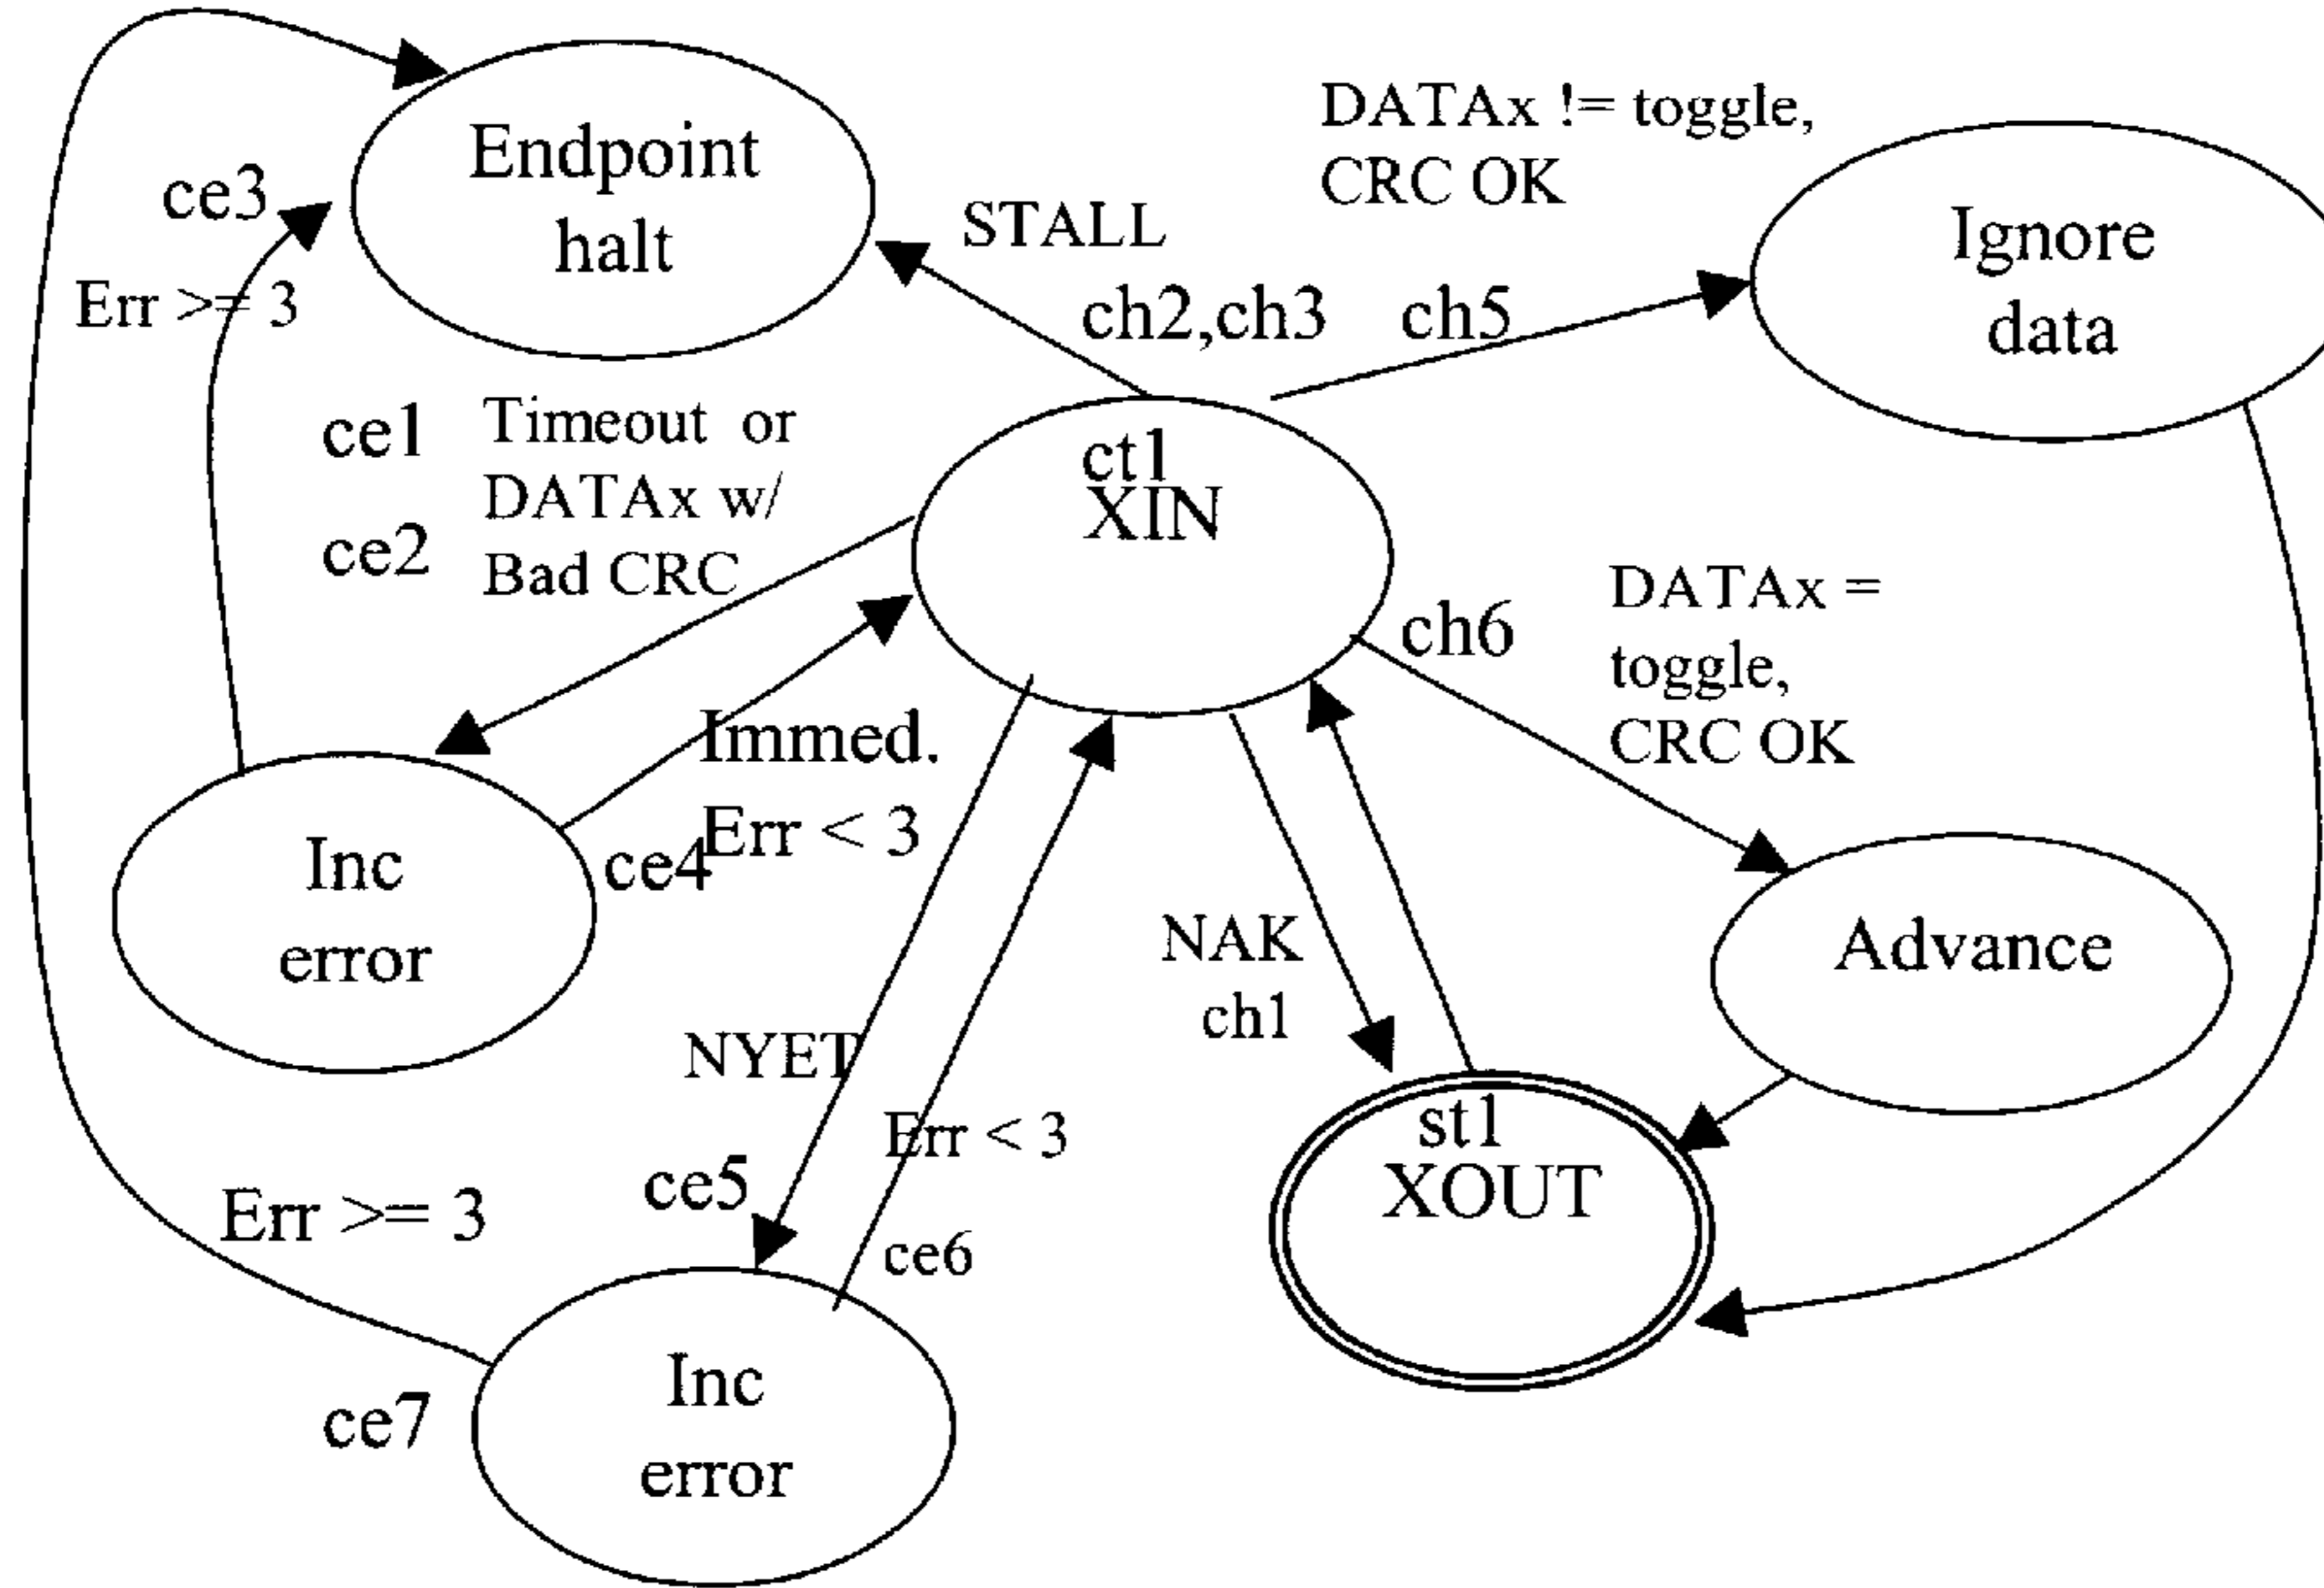 Endpoint
halt
DATAx != toggle,
CRC OK
ce3
STALL
Ignore
data
Err >= 3
ch2,ch3
ch5
ce1
Timeout or
DATAx w/
Bad CRC
ce2
ct1
XIN
ch6
DATAx =
toggle,
CRC OK
Immed.
Err < 3
ce4
Inc
error
NAK
ch1
Advance
NYET
Err < 3
ce5
st1
XOUT
Err >= 3
ce6
Inc
error
ce7